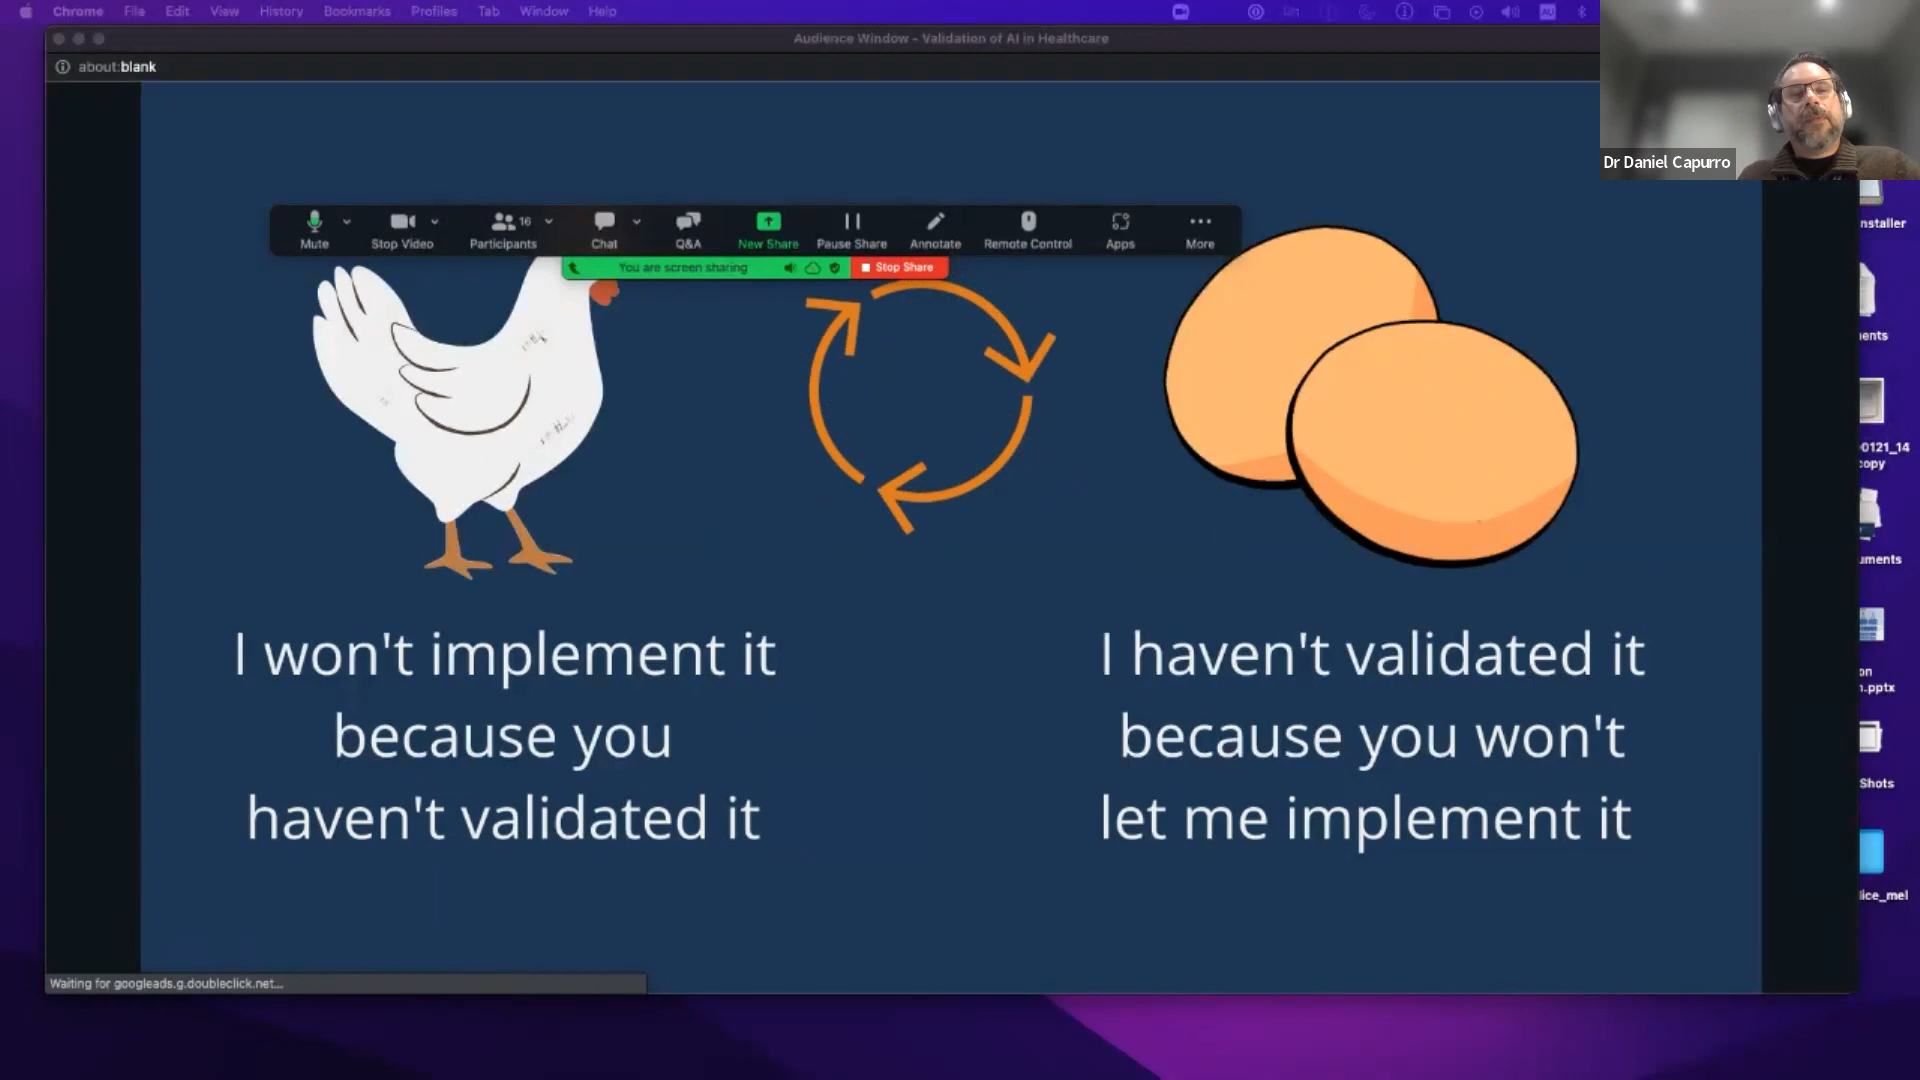 Chrome File Edit View History Bookmarks Profiles Tab Window Help
Audience Window - Validation of AI in Healthcare
about:blank
Dr Daniel Capurro
16
Mute Stop Video Participants Chat Q&A New Share Pause Share Annotate Remote Control Apps More
You are screen sharing Stop Share
I won't implement it
because you
haven't validated it
I haven't validated it
because you won't
let me implement it
nstaller
ents
0121_14
copy
uments
on
n.pptx
Shots
lice_mel
Waiting for googleads.g.doubleclick.net...